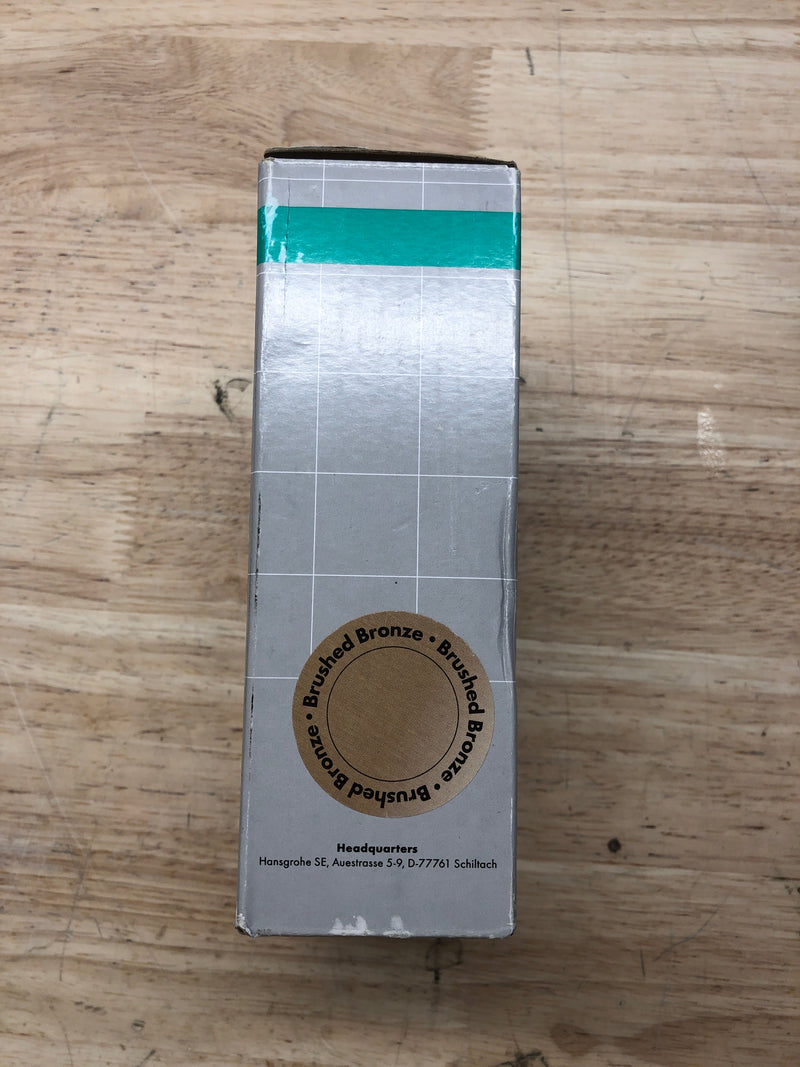 Brushed Bronze • Brushed Bronze • Brushed Bronze •
Headquarters
Hansgrohe SE, Auestrasse 5-9, D-77761 Schiltach